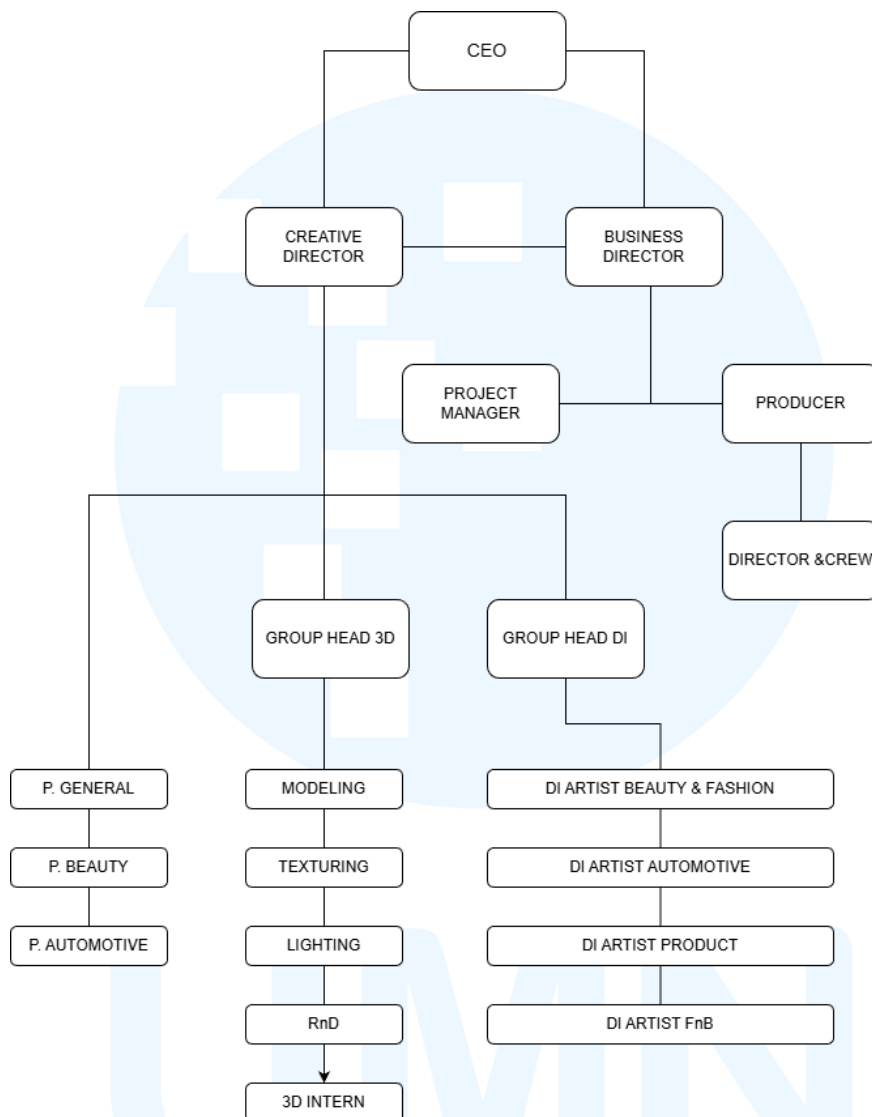 CEO
CREATIVE
DIRECTOR
BUSINESS
DIRECTOR
PROJECT
MANAGER
PRODUCER
DIRECTOR &CREW
GROUP HEAD 3D
GROUP HEAD DI
P. GENERAL
MODELING
DI ARTIST BEAUTY & FASHION
P. BEAUTY
TEXTURING
DI ARTIST AUTOMOTIVE
P. AUTOMOTIVE
LIGHTING
DI ARTIST PRODUCT
RnD
DI ARTIST FnB
3D INTERN
UMN